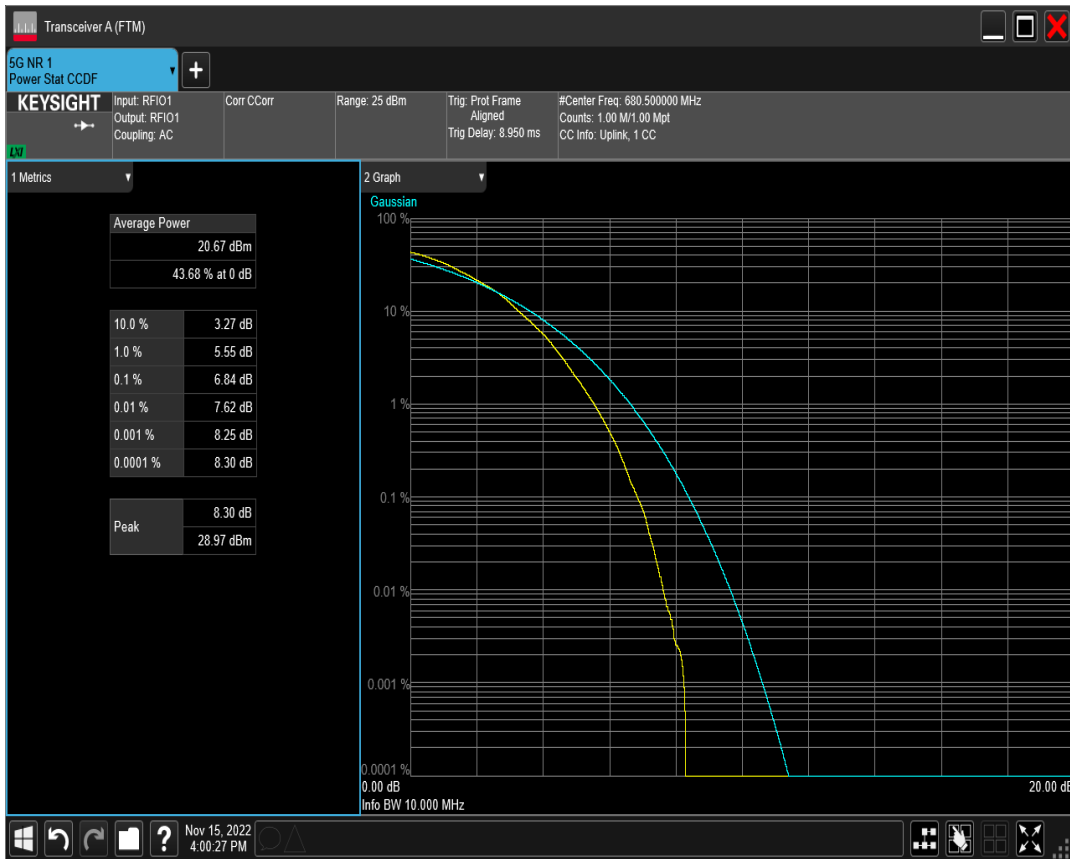 Transceiver A (FTM)
5G NR 1
Power Stat CCDF
+
KEYSIGHT
LXI
Input: RFIO1
Output: RFIO1
Coupling: AC
Corr CCorr
Range: 25 dBm
Trig: Prot Frame
Aligned
Trig Delay: 8.950 ms
#Center Freq: 680.500000 MHz
Counts: 1.00 M/1.00 Mpt
CC Info: Uplink, 1 CC
1 Metrics
Average Power
20.67 dBm
43.68 % at 0 dB
10.0 % 3.27 dB
1.0 % 5.55 dB
0.1 % 6.84 dB
0.01 % 7.62 dB
0.001 % 8.25 dB
0.0001 % 8.30 dB
Peak 8.30 dB
28.97 dBm
2 Graph
Gaussian
100 %
10 %
1 %
0.1 %
0.01 %
0.001 %
0.0001 %
0.00 dB 20.00 dB
Info BW 10.000 MHz
?
Nov 15, 2022
4:00:27 PM